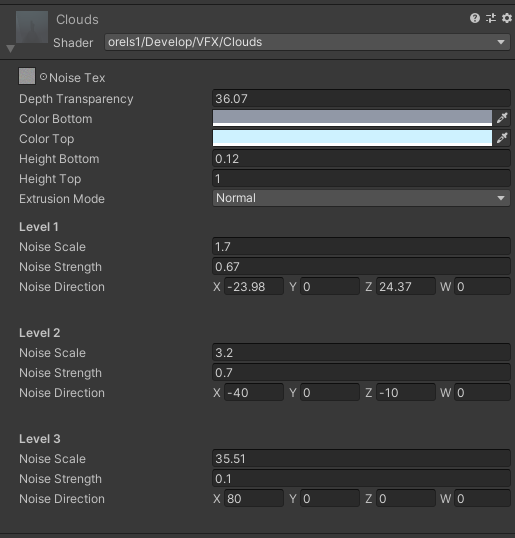 Clouds
Shader orels1/Develop/VFX/Clouds
Noise Tex
Depth Transparency 36.07
Color Bottom
Color Top
Height Bottom 0.12
Height Top 1
Extrusion Mode Normal
Level 1
Noise Scale 1.7
Noise Strength 0.67
Noise Direction X -23.98 Y 0 Z 24.37 W 0
Level 2
Noise Scale 3.2
Noise Strength 0.7
Noise Direction X -40 Y 0 Z -10 W 0
Level 3
Noise Scale 35.51
Noise Strength 0.1
Noise Direction X 80 Y 0 Z 0 W 0